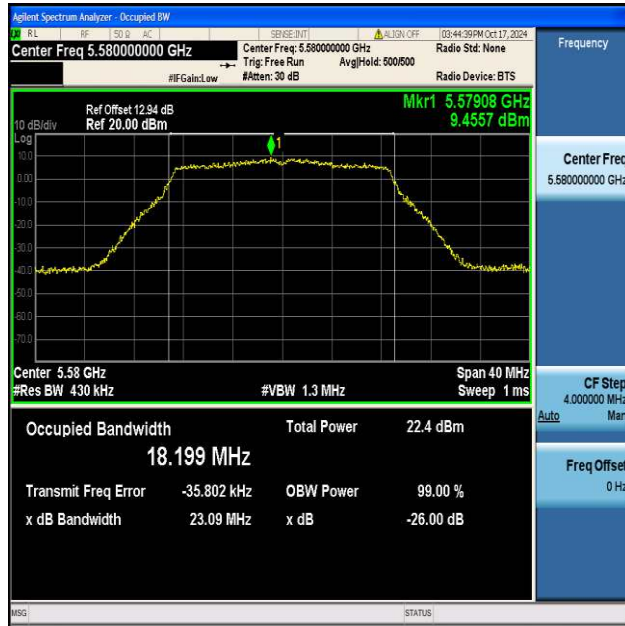 Agilent Spectrum Analyzer - Occupied BW
RL RF 50 Ω AC SENSE:INT ALIGN OFF 03:44:39 PM Oct 17, 2024
Center Freq 5.580000000 GHz Center Freq: 5.580000000 GHz Radio Std: None
Trig: Free Run Avg|Hold: 500/500
#IFGain:Low #Atten: 30 dB Radio Device: BTS
Frequency
Mkr1 5.57908 GHz
9.4557 dBm
Ref Offset 12.94 dB
10 dB/div Ref 20.00 dBm
Log
10.0
0.00
-10.0
-20.0
-30.0
-40.0
-50.0
-60.0
-70.0
1
Center 5.58 GHz Span 40 MHz
#Res BW 430 kHz #VBW 1.3 MHz Sweep 1 ms
Occupied Bandwidth Total Power 22.4 dBm
18.199 MHz
Transmit Freq Error -35.802 kHz OBW Power 99.00 %
x dB Bandwidth 23.09 MHz x dB -26.00 dB
Center Freq
5.580000000 GHz
CF Step
4.000000 MHz
Auto Man
Freq Offset
0 Hz
MSG STATUS